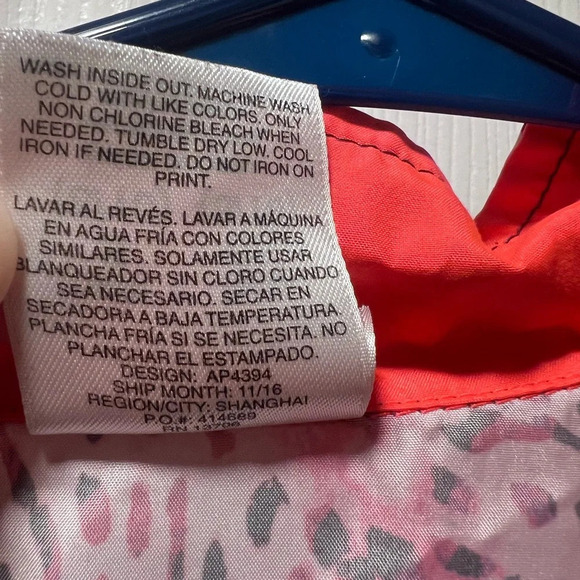 WASH INSIDE OUT. MACHINE WASH
COLD WITH LIKE COLORS. ONLY
NON CHLORINE BLEACH WHEN
NEEDED. TUMBLE DRY LOW. COOL
IRON IF NEEDED. DO NOT IRON ON
PRINT.
LAVAR AL REVÉS. LAVAR A MÁQUINA
EN AGUA FRÍA CON COLORES
SIMILARES. SOLAMENTE USAR
BLANQUEADOR SIN CLORO CUANDO
SEA NECESARIO. SECAR EN
SECADORA A BAJA TEMPERATURA.
PLANCHA FRÍA SI SE NECESITA. NO
PLANCHAR EL ESTAMPADO.
DESIGN: AP4394
SHIP MONTH: 11/16
REGION/CITY: SHANGHAI
P.O.#: 414689
RN 13706